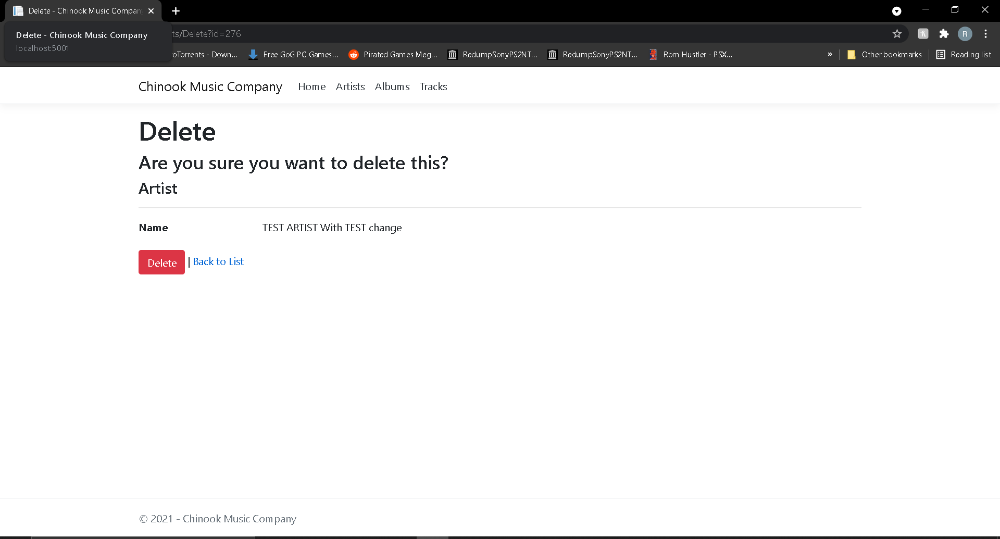 Delete - Chinook Music Compan
Delete - Chinook Music Company
localhost:5001
ts/Delete?id=276
R
oTorrents - Down... Free GoG PC Games... Pirated Games Meg... RedumpSonyPS2NT... RedumpSonyPS2NT... Rom Hustler - PSX... » Other bookmarks Reading list
Chinook Music Company Home Artists Albums Tracks
Delete
Are you sure you want to delete this?
Artist
Name TEST ARTIST With TEST change
Delete | Back to List
© 2021 - Chinook Music Company